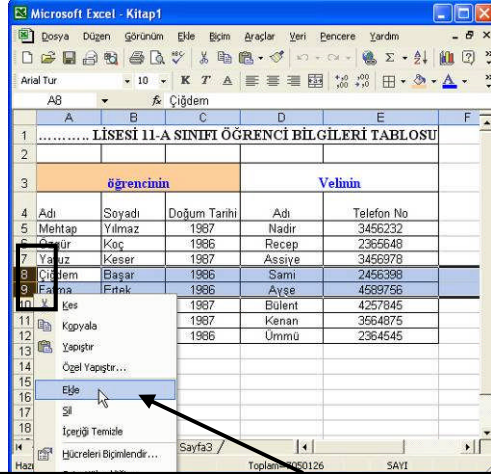 Microsoft Excel - Kitap1
Dosya Düzen Görünüm Ekle Biçim Araçlar Veri Pencere Yardım
Arial Tur 10 K T A
A8 fx Çiğdem
A B C D E F
1 ........... LİSESİ 11-A SINIFI ÖĞRENCİ BİLGİLERİ TABLOSU
2
3 öğrencinin Velinin
4 Adı Soyadı Doğum Tarihi Adı Telefon No
5 Mehtap Yılmaz 1987 Nadir 3456232
6 Özgür Koç 1986 Recep 2365648
7 Yavuz Keser 1987 Assiye 3456978
8 Çiğdem Başar 1986 Sami 2456398
9 Fatma Ertek 1986 Ayşe 4589756
10 Kes 1987 Bülent 4257845
11 Kopyala 1987 Kenan 3564875
12 1986 Ümmü 2364545
13 Yapıştır
14 Özel Yapıştır...
15
16 Ekle
17 Sil
18 İçeriği Temizle
Hücreleri Biçimlendir...
Sayfa3
Hazı Toplam=7050126 SAYI